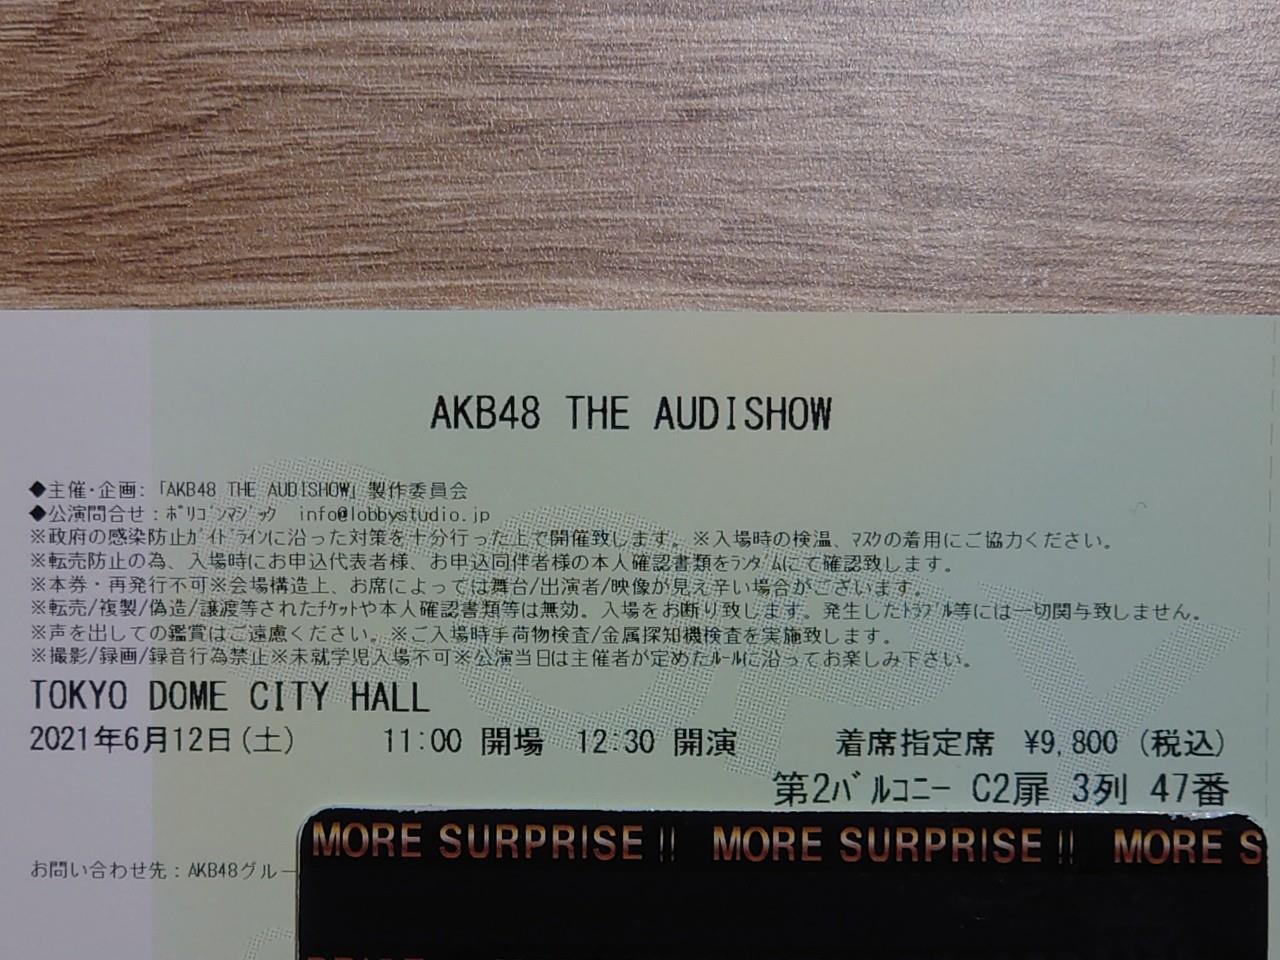 AKB48 THE AUDISHOW
◆主催・企画:「AKB48 THE AUDISHOW」製作委員会
◆公演問合せ:ﾎﾟﾘｺﾞﾝﾏｼﾞｯｸ info@lobbystudio.jp
※政府の感染防止ｶﾞｲﾄﾞﾗｲﾝに沿った対策を十分行った上で開催致します。※入場時の検温、ﾏｽｸの着用にご協力ください。
※転売防止の為、入場時にお申込代表者様、お申込同伴者様の本人確認書類をﾗﾝﾀﾞﾑにて確認致します。
※本券・再発行不可※会場構造上、お席によっては舞台/出演者/映像が見え辛い場合がございます。
※転売/複製/偽造/譲渡等されたﾁｹｯﾄや本人確認書類等は無効。入場をお断り致します。発生したﾄﾗﾌﾞﾙ等には一切関与致しません。
※声を出しての鑑賞はご遠慮ください。※ご入場時手荷物検査/金属探知機検査を実施致します。
※撮影/録画/録音行為禁止※未就学児入場不可※公演当日は主催者が定めたﾙｰﾙに沿ってお楽しみ下さい。
TOKYO DOME CITY HALL
2021年6月12日(土) 11:00 開場 12:30 開演 着席指定席 ¥9,800 (税込)
第2ﾊﾞﾙｺﾆｰ C2扉 3列 47番
MORE SURPRISE!! MORE SURPRISE!! MORE S
お問い合わせ先:AKB48グルー